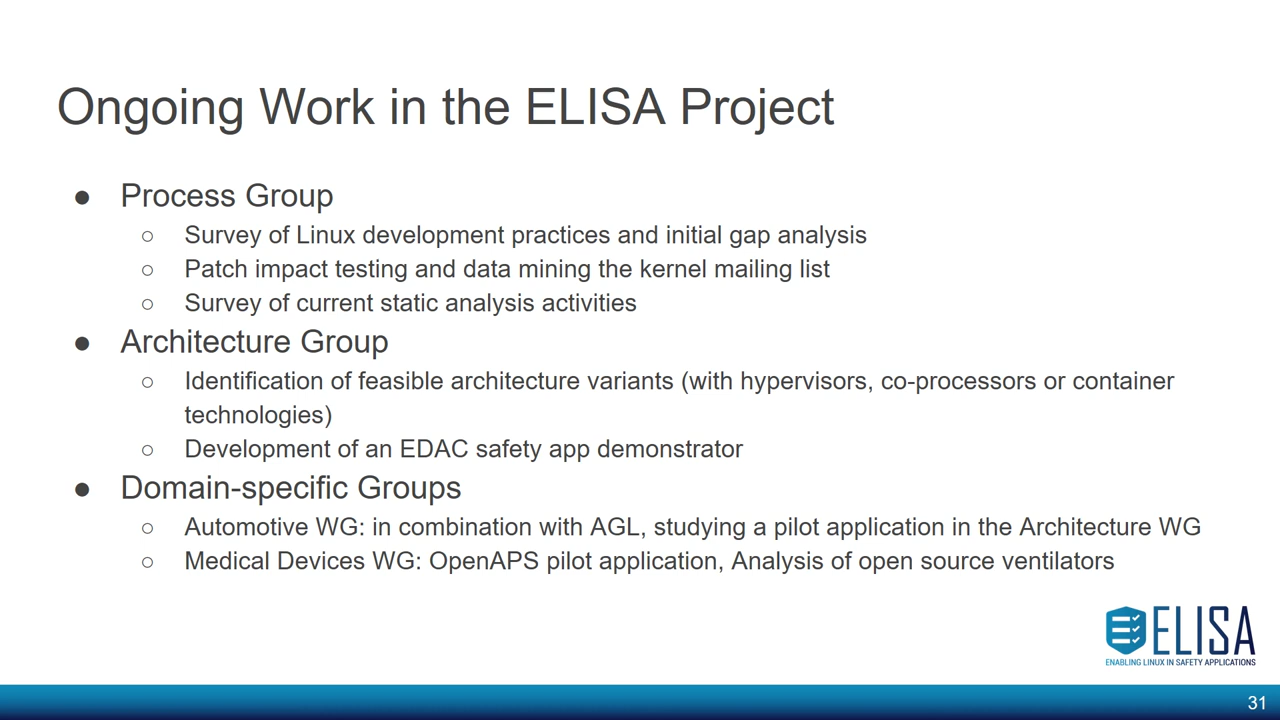 Ongoing Work in the ELISA Project
● Process Group
○ Survey of Linux development practices and initial gap analysis
○ Patch impact testing and data mining the kernel mailing list
○ Survey of current static analysis activities
● Architecture Group
○ Identification of feasible architecture variants (with hypervisors, co-processors or container
technologies)
○ Development of an EDAC safety app demonstrator
● Domain-specific Groups
○ Automotive WG: in combination with AGL, studying a pilot application in the Architecture WG
○ Medical Devices WG: OpenAPS pilot application, Analysis of open source ventilators
ELISA
ENABLING LINUX IN SAFETY APPLICATIONS
31